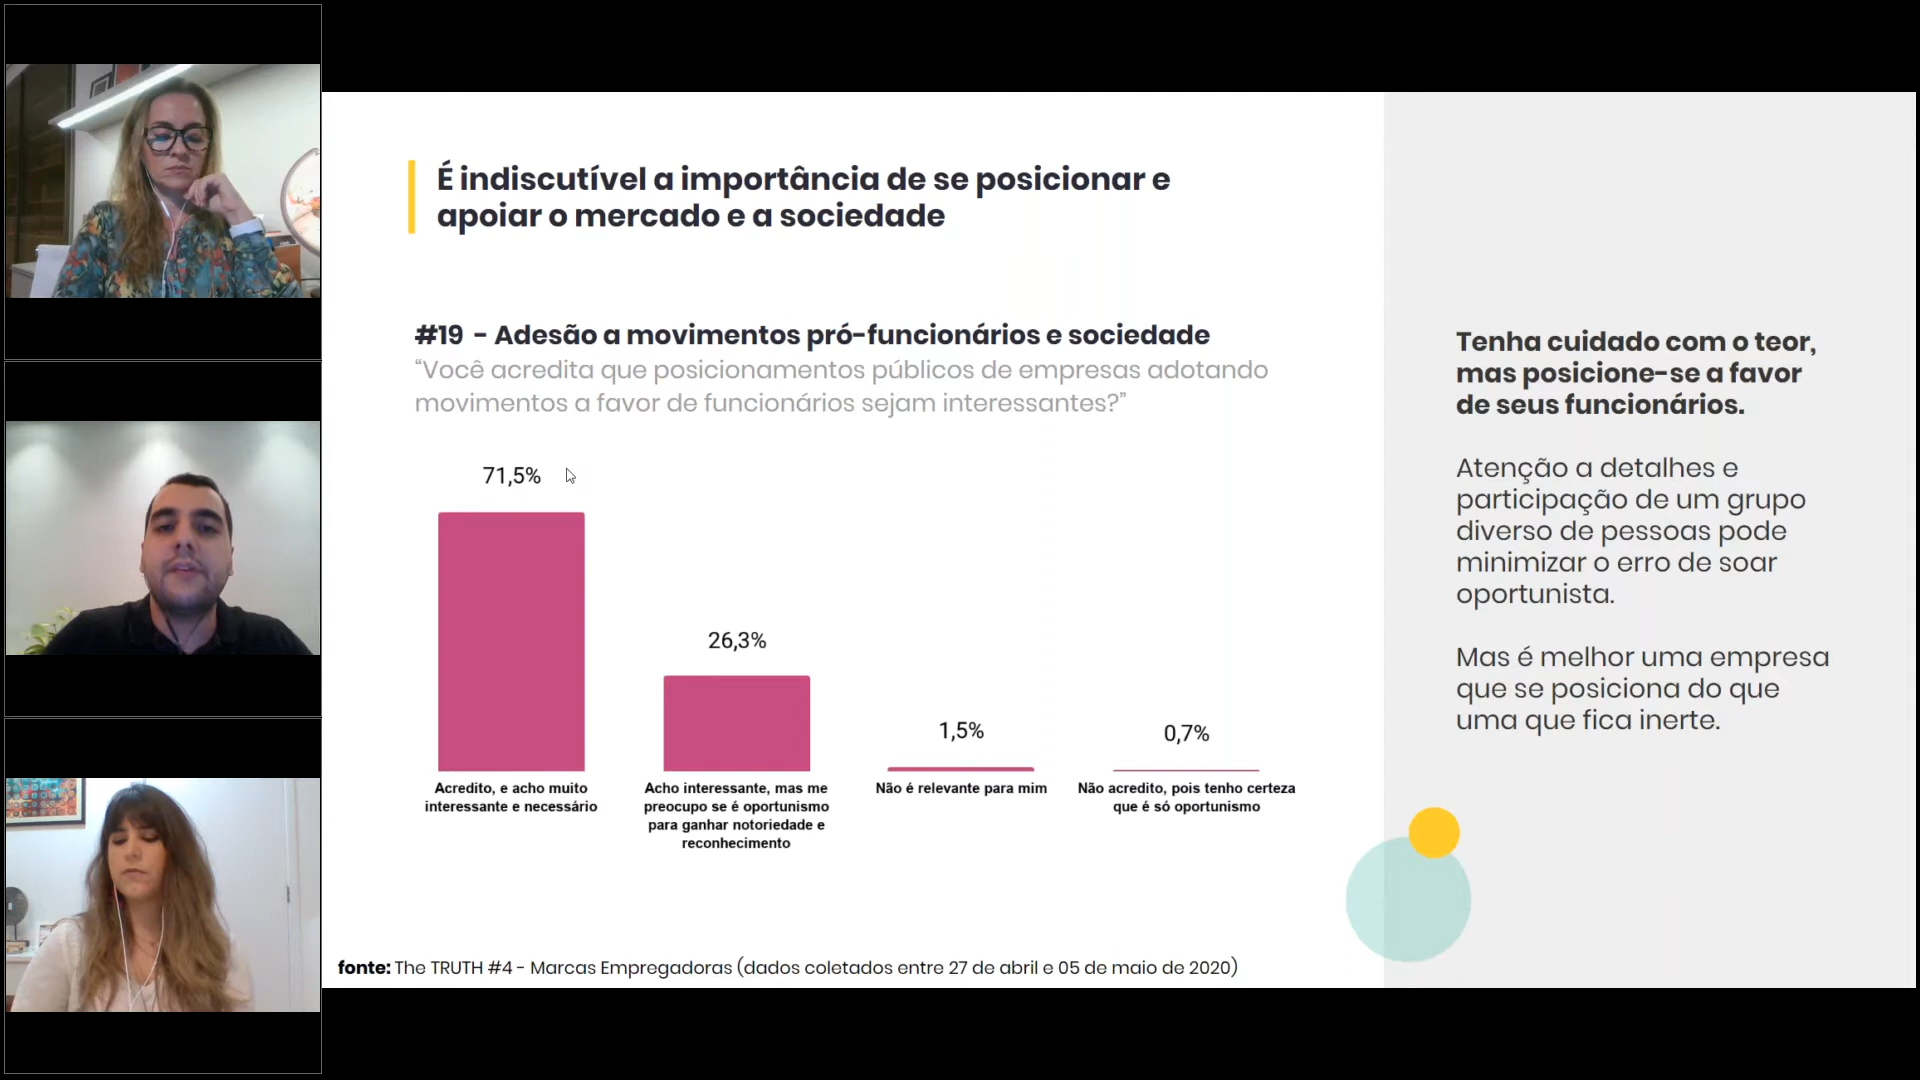 É indiscutível a importância de se posicionar e
apoiar o mercado e a sociedade
#19 - Adesão a movimentos pró-funcionários e sociedade
“Você acredita que posicionamentos públicos de empresas adotando
movimentos a favor de funcionários sejam interessantes?”
71,5%
26,3%
1,5%
0,7%
Acredito, e acho muito
interessante e necessário
Acho interessante, mas me
preocupo se é oportunismo
para ganhar notoriedade e
reconhecimento
Não é relevante para mim
Não acredito, pois tenho certeza
que é só oportunismo
fonte: The TRUTH #4 - Marcas Empregadoras (dados coletados entre 27 de abril e 05 de maio de 2020)
Tenha cuidado com o teor,
mas posicione-se a favor
de seus funcionários.
Atenção a detalhes e
participação de um grupo
diverso de pessoas pode
minimizar o erro de soar
oportunista.
Mas é melhor uma empresa
que se posiciona do que
uma que fica inerte.